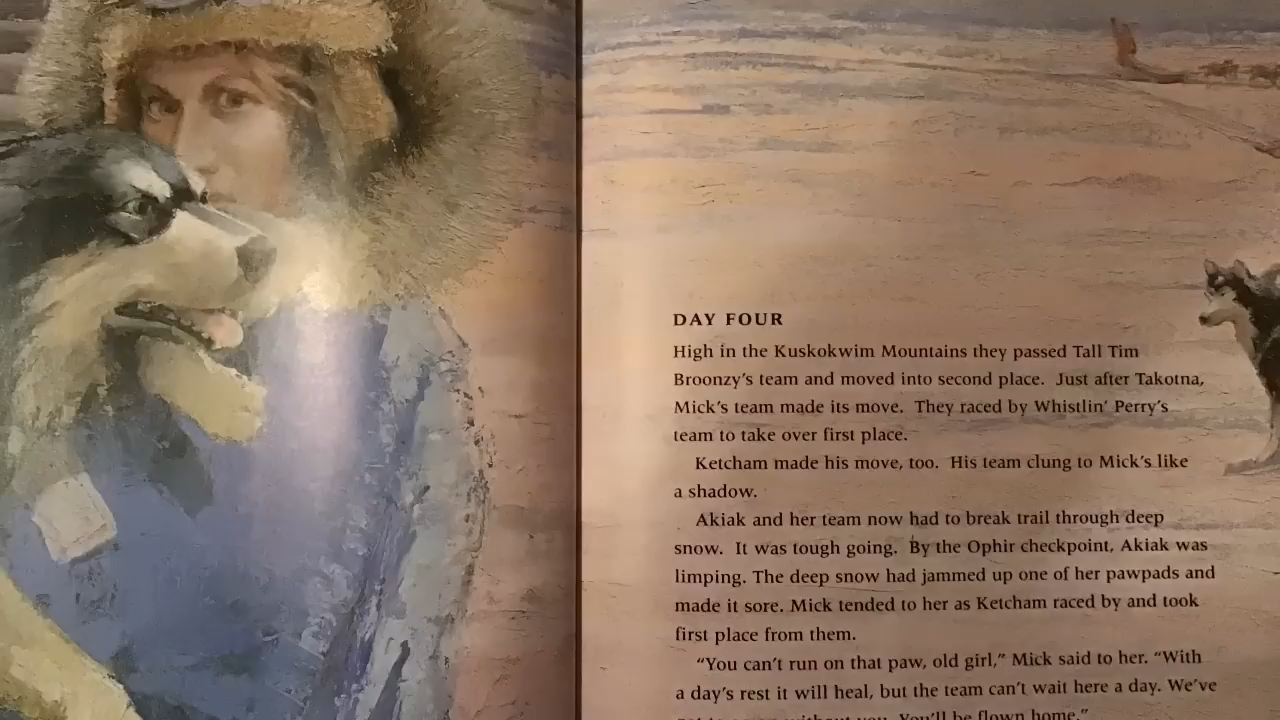 DAY FOUR
High in the Kuskokwim Mountains they passed Tall Tim
Broonzy's team and moved into second place. Just after Takotna,
Mick's team made its move. They raced by Whistlin' Perry's
team to take over first place.
Ketcham made his move, too. His team clung to Mick's like
a shadow.
Akiak and her team now had to break trail through deep
snow. It was tough going. By the Ophir checkpoint, Akiak was
limping. The deep snow had jammed up one of her pawpads and
made it sore. Mick tended to her as Ketcham raced by and took
first place from them.
"You can't run on that paw, old girl," Mick said to her. "With
a day's rest it will heal, but the team can't wait here a day. We've
without you. You'll be flown home."